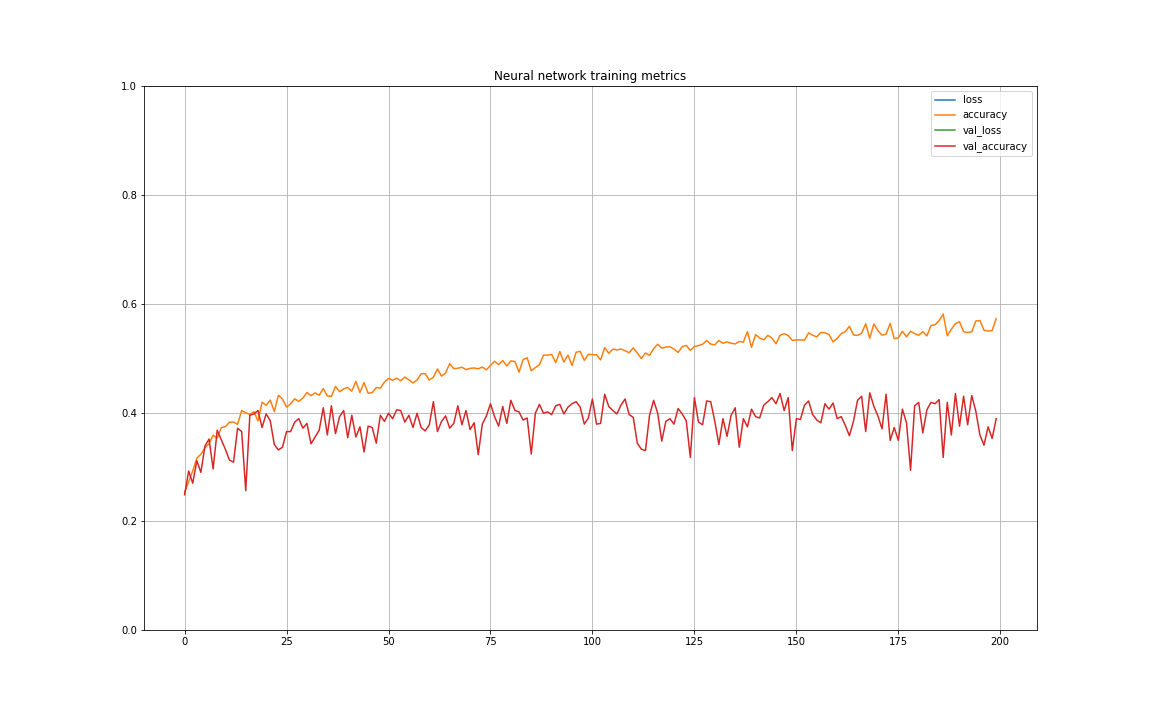 Neural network training metrics
1.0
0.8
0.6
0.4
0.2
0.0
loss
accuracy
val_loss
val_accuracy
0 25 50 75 100 125 150 175 200